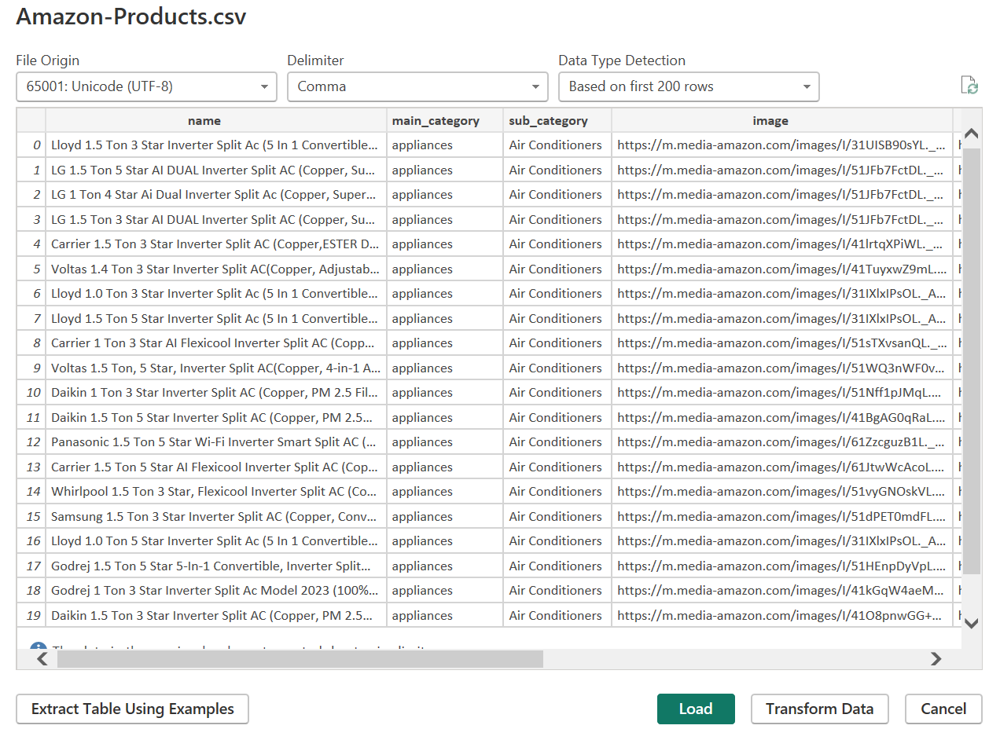 Amazon-Products.csv
File Origin Delimiter Data Type Detection
65001: Unicode (UTF-8) Comma Based on first 200 rows
name main_category sub_category image
0 Lloyd 1.5 Ton 3 Star Inverter Split Ac (5 In 1 Convertible... appliances Air Conditioners https://m.media-amazon.com/images/I/31UISB90sYL._...
1 LG 1.5 Ton 5 Star AI DUAL Inverter Split AC (Copper, Su... appliances Air Conditioners https://m.media-amazon.com/images/I/51JFb7FctDL._...
2 LG 1 Ton 4 Star Ai Dual Inverter Split Ac (Copper, Super... appliances Air Conditioners https://m.media-amazon.com/images/I/51JFb7FctDL._...
3 LG 1.5 Ton 3 Star AI DUAL Inverter Split AC (Copper, Su... appliances Air Conditioners https://m.media-amazon.com/images/I/51JFb7FctDL._...
4 Carrier 1.5 Ton 3 Star Inverter Split AC (Copper,ESTER D... appliances Air Conditioners https://m.media-amazon.com/images/I/41lrtqXPiWL._...
5 Voltas 1.4 Ton 3 Star Inverter Split AC(Copper, Adjustab... appliances Air Conditioners https://m.media-amazon.com/images/I/41TuyxwZ9mL....
6 Lloyd 1.0 Ton 3 Star Inverter Split Ac (5 In 1 Convertible... appliances Air Conditioners https://m.media-amazon.com/images/I/31IXlxIPsOL._A...
7 Lloyd 1.5 Ton 5 Star Inverter Split Ac (5 In 1 Convertible... appliances Air Conditioners https://m.media-amazon.com/images/I/31IXlxIPsOL._A...
8 Carrier 1 Ton 3 Star AI Flexicool Inverter Split AC (Copp... appliances Air Conditioners https://m.media-amazon.com/images/I/51sTXvsanQL._...
9 Voltas 1.5 Ton, 5 Star, Inverter Split AC(Copper, 4-in-1 A... appliances Air Conditioners https://m.media-amazon.com/images/I/51WQ3nWF0v...
10 Daikin 1 Ton 3 Star Inverter Split AC (Copper, PM 2.5 Fil... appliances Air Conditioners https://m.media-amazon.com/images/I/51Nff1pJMqL....
11 Daikin 1.5 Ton 5 Star Inverter Split AC (Copper, PM 2.5... appliances Air Conditioners https://m.media-amazon.com/images/I/41BgAG0qRaL....
12 Panasonic 1.5 Ton 5 Star Wi-Fi Inverter Smart Split AC (... appliances Air Conditioners https://m.media-amazon.com/images/I/61ZzcguzB1L._...
13 Carrier 1.5 Ton 5 Star AI Flexicool Inverter Split AC (Cop... appliances Air Conditioners https://m.media-amazon.com/images/I/61JtwWcAcoL....
14 Whirlpool 1.5 Ton 3 Star, Flexicool Inverter Split AC (Co... appliances Air Conditioners https://m.media-amazon.com/images/I/51vyGNOskVL....
15 Samsung 1.5 Ton 3 Star Inverter Split AC (Copper, Conv... appliances Air Conditioners https://m.media-amazon.com/images/I/51dPET0mdFL....
16 Lloyd 1.0 Ton 5 Star Inverter Split Ac (5 In 1 Convertible... appliances Air Conditioners https://m.media-amazon.com/images/I/31IXlxIPsOL._A...
17 Godrej 1.5 Ton 5 Star 5-In-1 Convertible, Inverter Split... appliances Air Conditioners https://m.media-amazon.com/images/I/51HEnpDyVpL....
18 Godrej 1 Ton 3 Star Inverter Split Ac Model 2023 (100%... appliances Air Conditioners https://m.media-amazon.com/images/I/41kGqW4aeM...
19 Daikin 1.5 Ton 3 Star Inverter Split AC (Copper, PM 2.5... appliances Air Conditioners https://m.media-amazon.com/images/I/41O8pnwGG+...
Extract Table Using Examples Load Transform Data Cancel